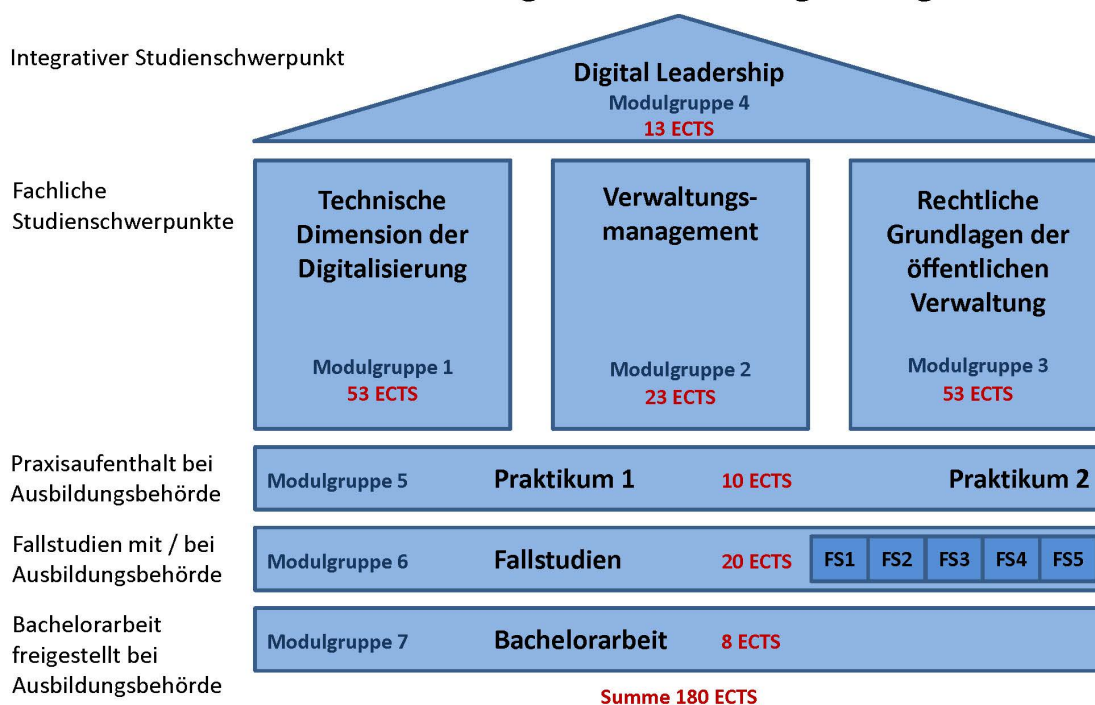 Integrativer Studienschwerpunkt
Digital Leadership
Modulgruppe 4
13 ECTS
Fachliche
Studienschwerpunkte
Technische
Dimension der
Digitalisierung
Modulgruppe 1
53 ECTS
Verwaltungs-
management
Modulgruppe 2
23 ECTS
Rechtliche
Grundlagen der
öffentlichen
Verwaltung
Modulgruppe 3
53 ECTS
Praxisaufenthalt bei
Ausbildungsbehörde
Modulgruppe 5 Praktikum 1 10 ECTS Praktikum 2
Fallstudien mit / bei
Ausbildungsbehörde
Modulgruppe 6 Fallstudien 20 ECTS FS1 FS2 FS3 FS4 FS5
Bachelorarbeit
freigestellt bei
Ausbildungsbehörde
Modulgruppe 7 Bachelorarbeit 8 ECTS
Summe 180 ECTS